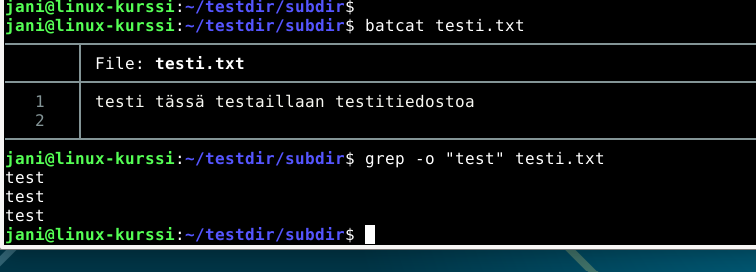 jani@linux-kurssi:~/testdir/subdir$
jani@linux-kurssi:~/testdir/subdir$ batcat testi.txt
File: testi.txt
1 testi tässä testaillaan testitiedostoa
2
jani@linux-kurssi:~/testdir/subdir$ grep -o "test" testi.txt
test
test
test
jani@linux-kurssi:~/testdir/subdir$